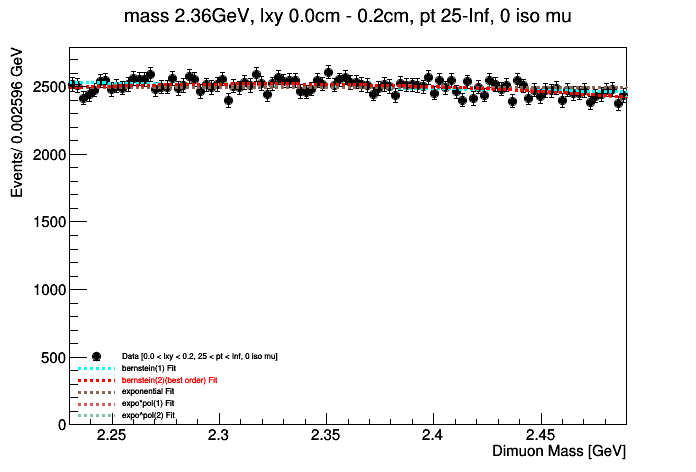 mass 2.36GeV, lxy 0.0cm - 0.2cm, pt 25-Inf, 0 iso mu
Events/ 0.002596 GeV
2500
2000
1500
1000
500
0
Data [0.0 < lxy < 0.2, 25 < pt < Inf, 0 iso mu]
bernstein(1) Fit
bernstein(2)(best order) Fit
exponential Fit
expo*pol(1) Fit
expo*pol(2) Fit
2.25 2.3 2.35 2.4 2.45
Dimuon Mass [GeV]